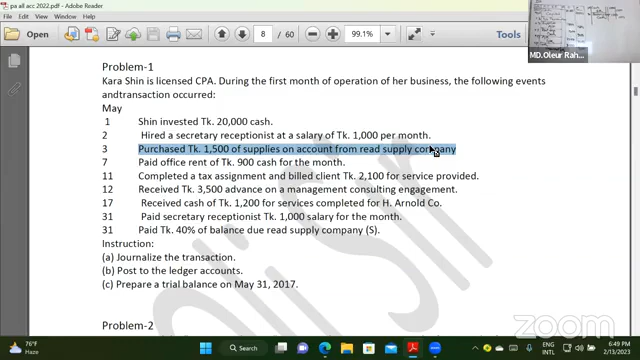 pa all acc 2022.pdf - Adobe Reader
File Edit View Window Help
Open 8 / 60 99.1% Tools
MD.Oleur Rah...
Problem-1
Kara Shin is licensed CPA. During the first month of operation of her business, the following events
andtransaction occurred:
May
1 Shin invested Tk. 20,000 cash.
2 Hired a secretary receptionist at a salary of Tk. 1,000 per month.
3 Purchased Tk. 1,500 of supplies on account from read supply company
7 Paid office rent of Tk. 900 cash for the month.
11 Completed a tax assignment and billed client Tk. 2,100 for service provided.
12 Received Tk. 3,500 advance on a management consulting engagement.
17 Received cash of Tk. 1,200 for services completed for H. Arnold Co.
31 Paid secretary receptionist Tk. 1,000 salary for the month.
31 Paid Tk. 40% of balance due read supply company (S).
Instruction:
(a) Journalize the transaction.
(b) Post to the ledger accounts.
(c) Prepare a trial balance on May 31, 2017.
Problem-2
zoom
76°F
Haze
Search
ENG
INTL
6:49 PM
2/13/2023